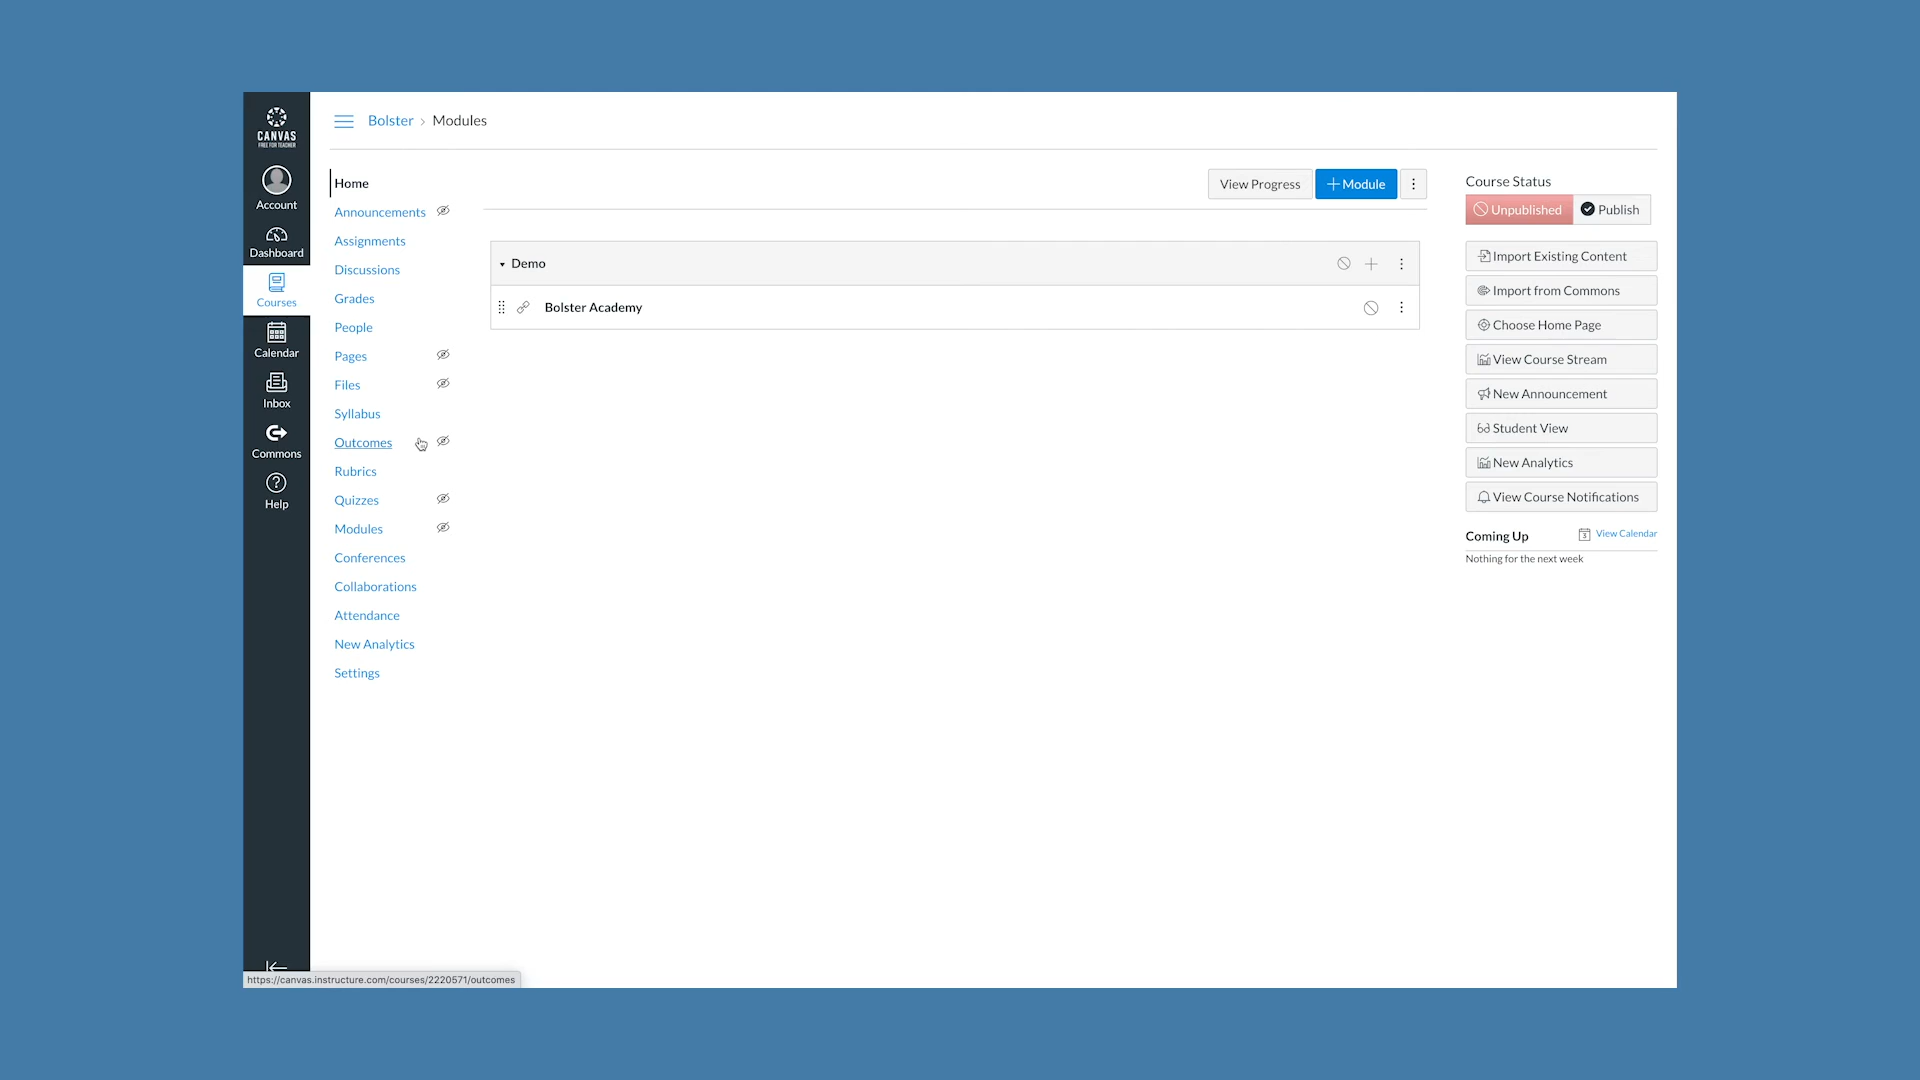 CANVAS
FREE FOR TEACHER
Account
Dashboard
Courses
Calendar
Inbox
Commons
Help
Bolster › Modules
Home
Announcements
Assignments
Discussions
Grades
People
Pages
Files
Syllabus
Outcomes
Rubrics
Quizzes
Modules
Conferences
Collaborations
Attendance
New Analytics
Settings
View Progress
+ Module
Demo
Bolster Academy
Course Status
Unpublished
Publish
Import Existing Content
Import from Commons
Choose Home Page
View Course Stream
New Announcement
Student View
New Analytics
View Course Notifications
Coming Up
3 View Calendar
Nothing for the next week
https://canvas.instructure.com/courses/2220571/outcomes